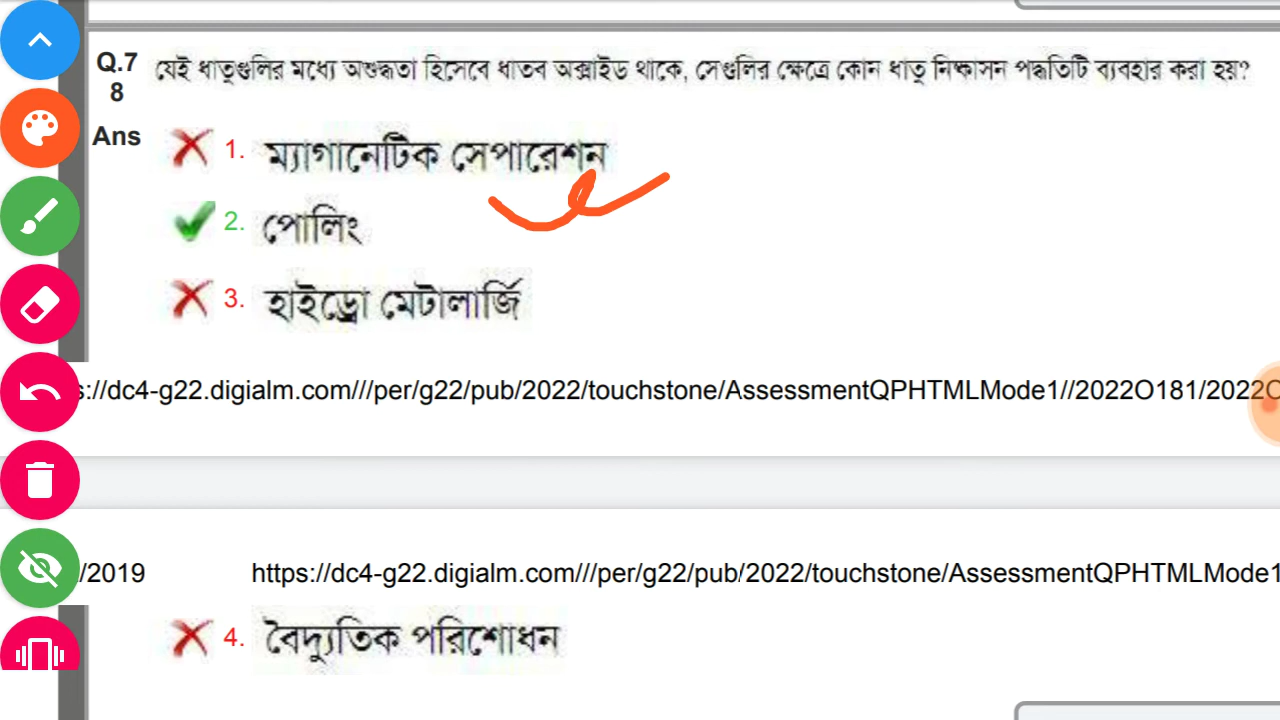 Q.7
8
যেই ধাতুগুলির মধ্যে অশুদ্ধতা হিসেবে ধাতব অক্সাইড থাকে, সেগুলির ক্ষেত্রে কোন ধাতু নিষ্কাসন পদ্ধতিটি ব্যবহার করা হয়?
Ans
1. ম্যাগানেটিক সেপারেশন
2. পোলিং
3. হাইড্রো মেটালার্জি
s://dc4-g22.digialm.com///per/g22/pub/2022/touchstone/AssessmentQPHTMLMode1//2022O181/2022O
/2019 https://dc4-g22.digialm.com///per/g22/pub/2022/touchstone/AssessmentQPHTMLMode1
4. বৈদ্যুতিক পরিশোধন